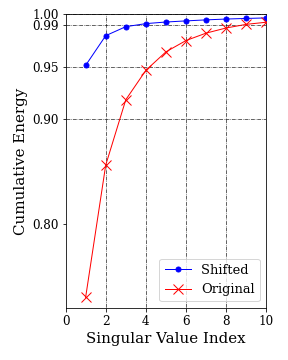 1.00
0.99
0.95
0.90
0.80
Cumulative Energy
Shifted
Original
0 2 4 6 8 10
Singular Value Index